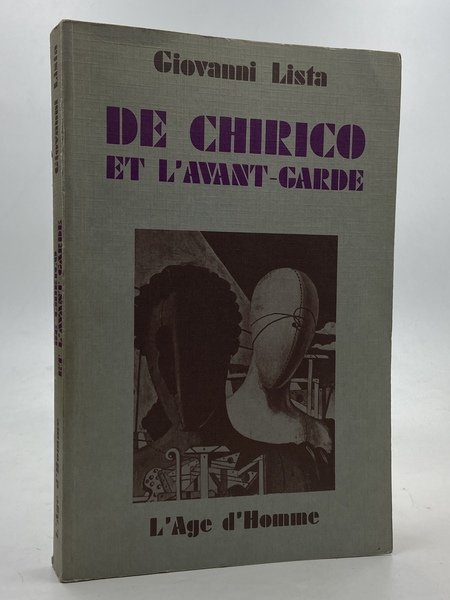 Giovanni Lista
DE CHIRICO
ET L'AVANT-GARDE
L'Age d'Homme